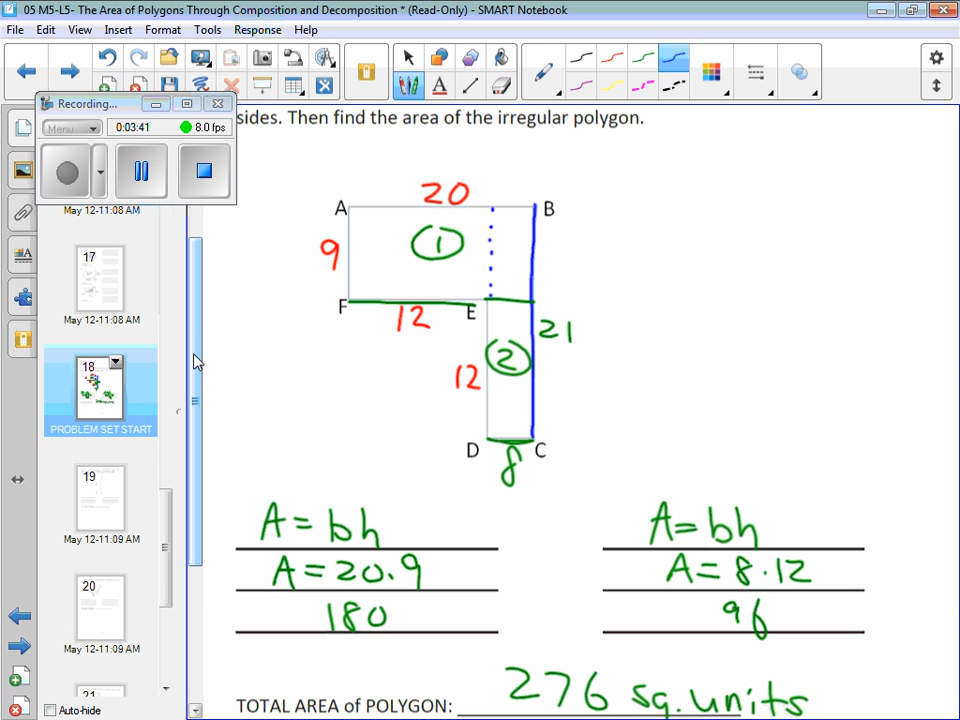 05 M5-L5- The Area of Polygons Through Composition and Decomposition * (Read-Only) - SMART Notebook
File Edit View Insert Format Tools Response Help
Recording...
Menu 0:03:41 8.0 fps
sides. Then find the area of the irregular polygon.
May 12-11:08 AM
17
May 12-11:08 AM
18
PROBLEM SET START
19
May 12-11:09 AM
20
May 12-11:09 AM
21
Auto-hide
20
A B
9 1
F 12 E
21
2
12
D C
8
A = bh
A = 20.9
180
A = bh
A = 8.12
96
TOTAL AREA of POLYGON: 276 sq. units